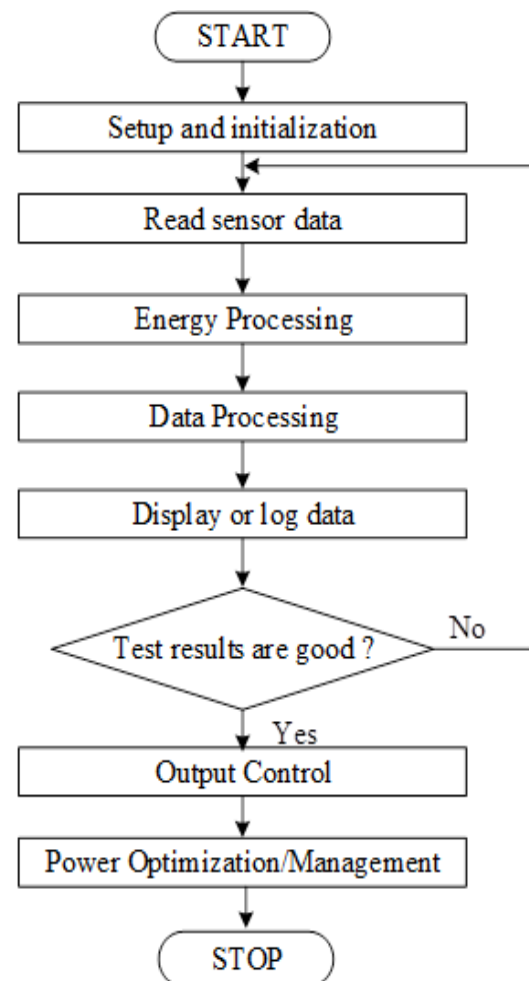 START
Setup and initialization
Read sensor data
Energy Processing
Data Processing
Display or log data
Test results are good ?
No
Yes
Output Control
Power Optimization/Management
STOP